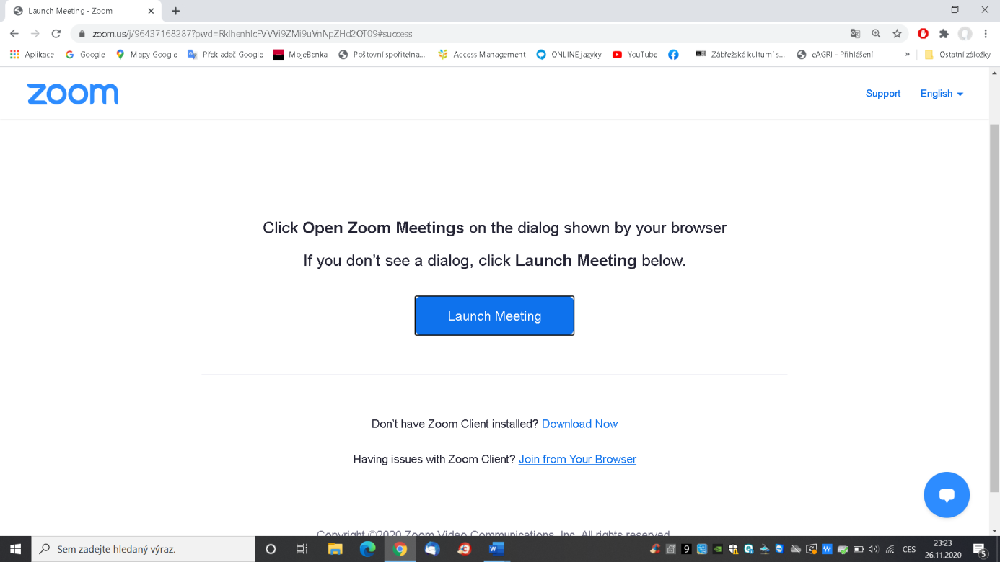 Launch Meeting - Zoom
zoom.us/j/96437168287?pwd=RklhenhlcFVVVi9ZMi9uVnNpZHd2QT09#success
Aplikace Google Mapy Google Překladač Google MojeBanka Poštovní spořitelna... Access Management ONLINE jazyky YouTube Zábřežská kulturní s... eAGRI - Přihlášení » Ostatní záložky
zoom
Support English
Click Open Zoom Meetings on the dialog shown by your browser
If you don't see a dialog, click Launch Meeting below.
Launch Meeting
Don't have Zoom Client installed? Download Now
Having issues with Zoom Client? Join from Your Browser
Copyright ©2020 Zoom Video Communications, Inc. All rights reserved.
Sem zadejte hledaný výraz.
9 CES 23:23
26.11.2020 5